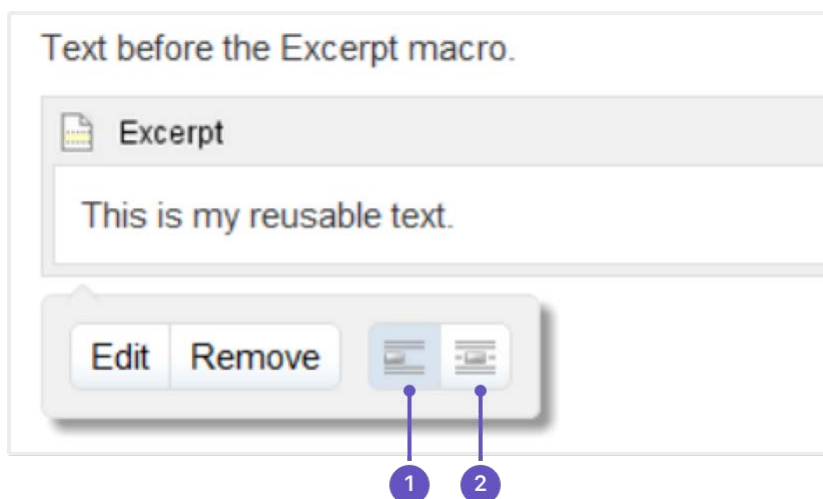 Text before the Excerpt macro.
Excerpt
This is my reusable text.
Edit Remove
1 2